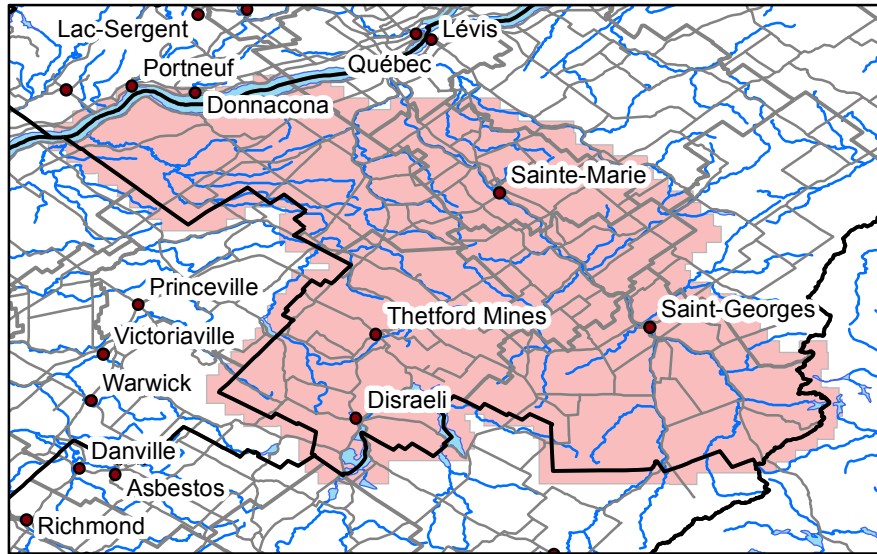 Lac-Sergent
Lévis
Québec
Portneuf
Donnacona
Sainte-Marie
Princeville
Thetford Mines
Saint-Georges
Victoriaville
Warwick
Disraeli
Danville
Asbestos
Richmond